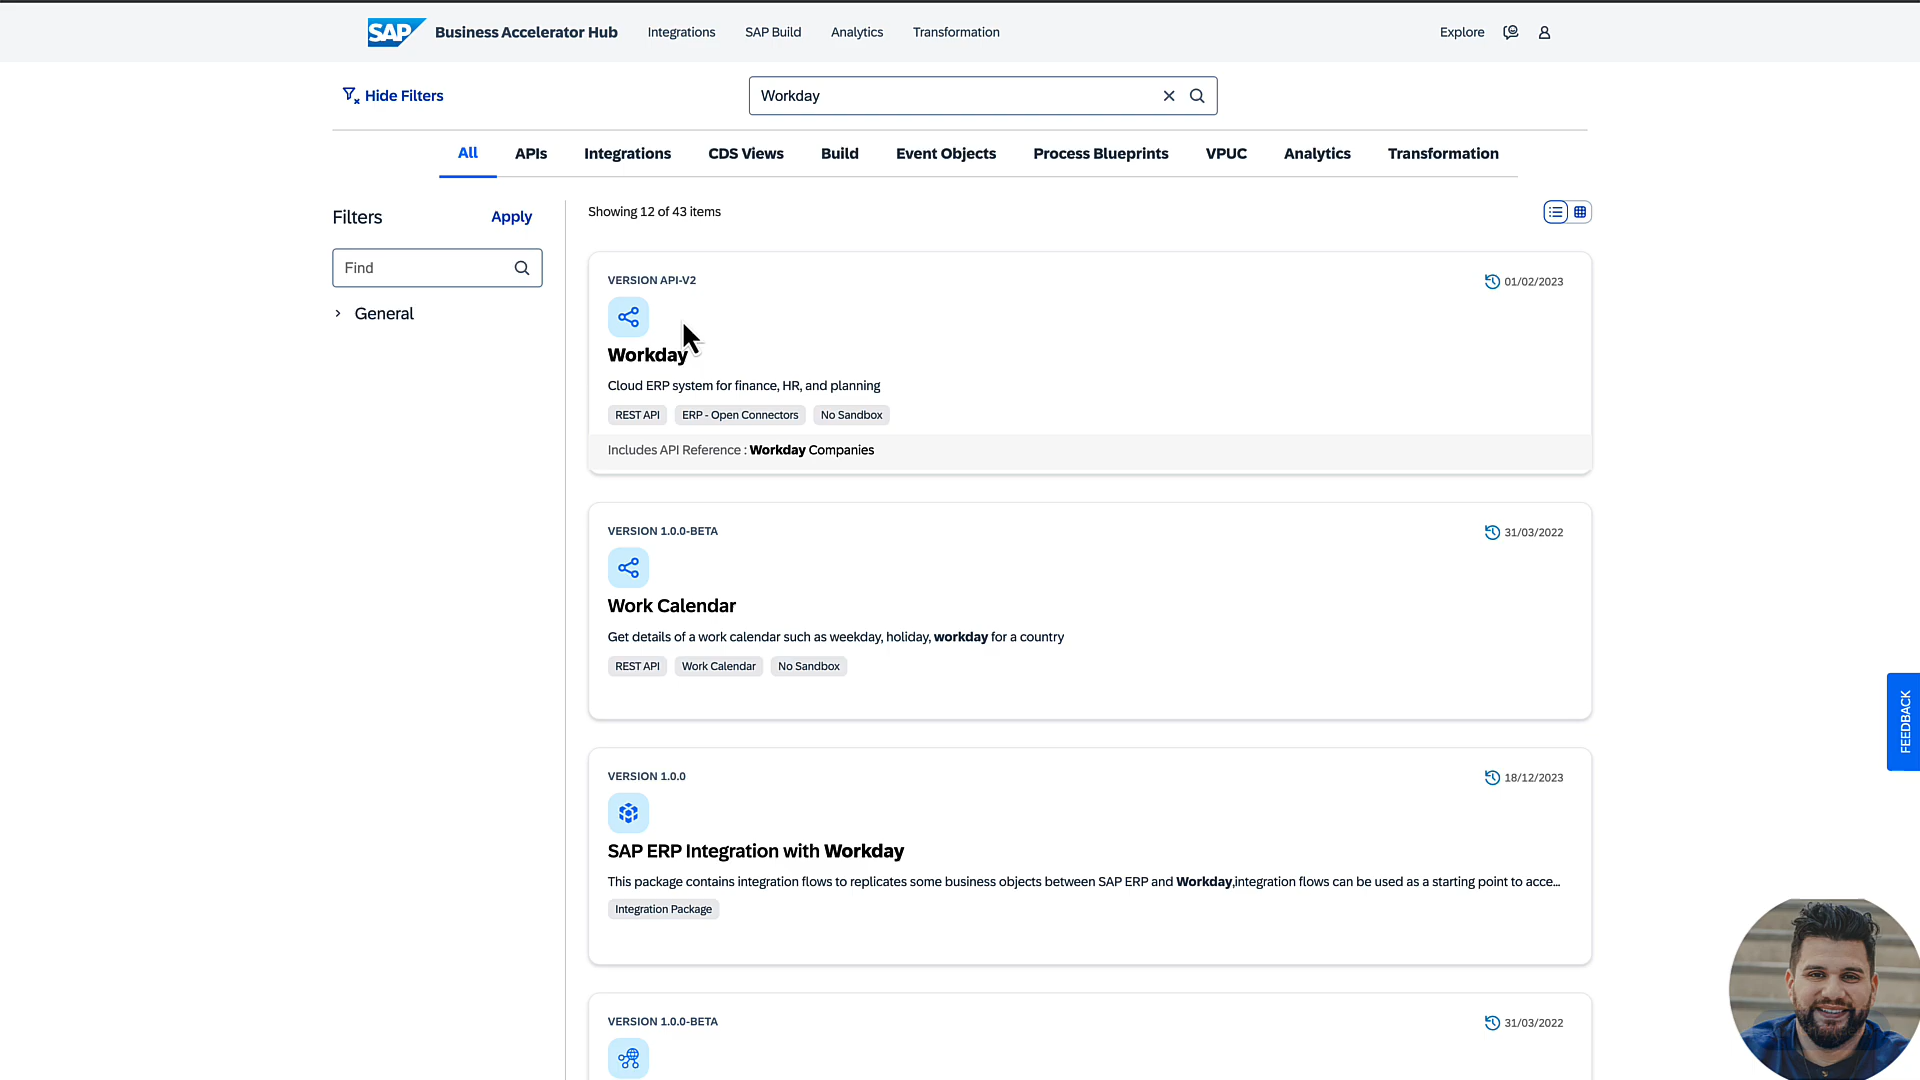 SAP Business Accelerator Hub Integrations SAP Build Analytics Transformation Explore
Hide Filters
Workday
All APIs Integrations CDS Views Build Event Objects Process Blueprints VPUC Analytics Transformation
Filters Apply
Find
General
Showing 12 of 43 items
VERSION API-V2 01/02/2023
Workday
Cloud ERP system for finance, HR, and planning
REST API ERP - Open Connectors No Sandbox
Includes API Reference : Workday Companies
VERSION 1.0.0-BETA 31/03/2022
Work Calendar
Get details of a work calendar such as weekday, holiday, workday for a country
REST API Work Calendar No Sandbox
VERSION 1.0.0 18/12/2023
SAP ERP Integration with Workday
This package contains integration flows to replicates some business objects between SAP ERP and Workday,integration flows can be used as a starting point to acce...
Integration Package
VERSION 1.0.0-BETA 31/03/2022
FEEDBACK